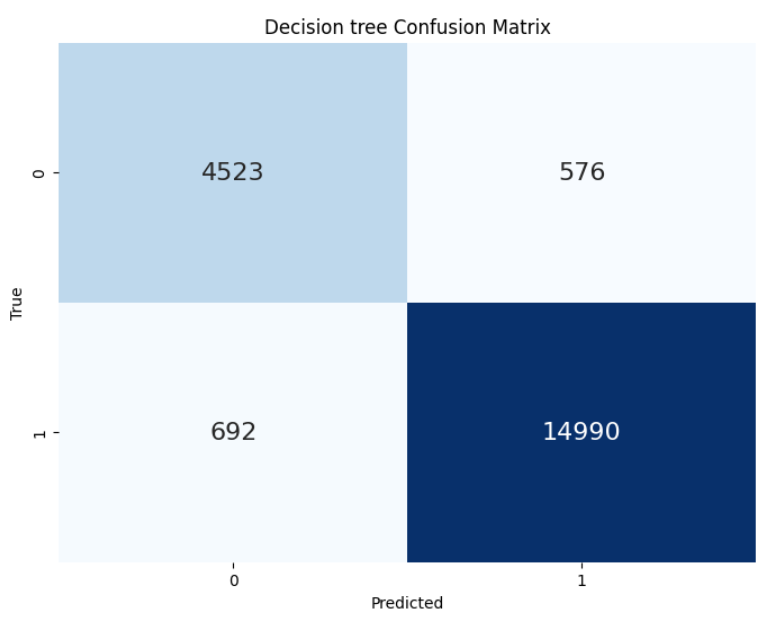 Decision tree Confusion Matrix
0
4523
576
True
1
692
14990
0
1
Predicted